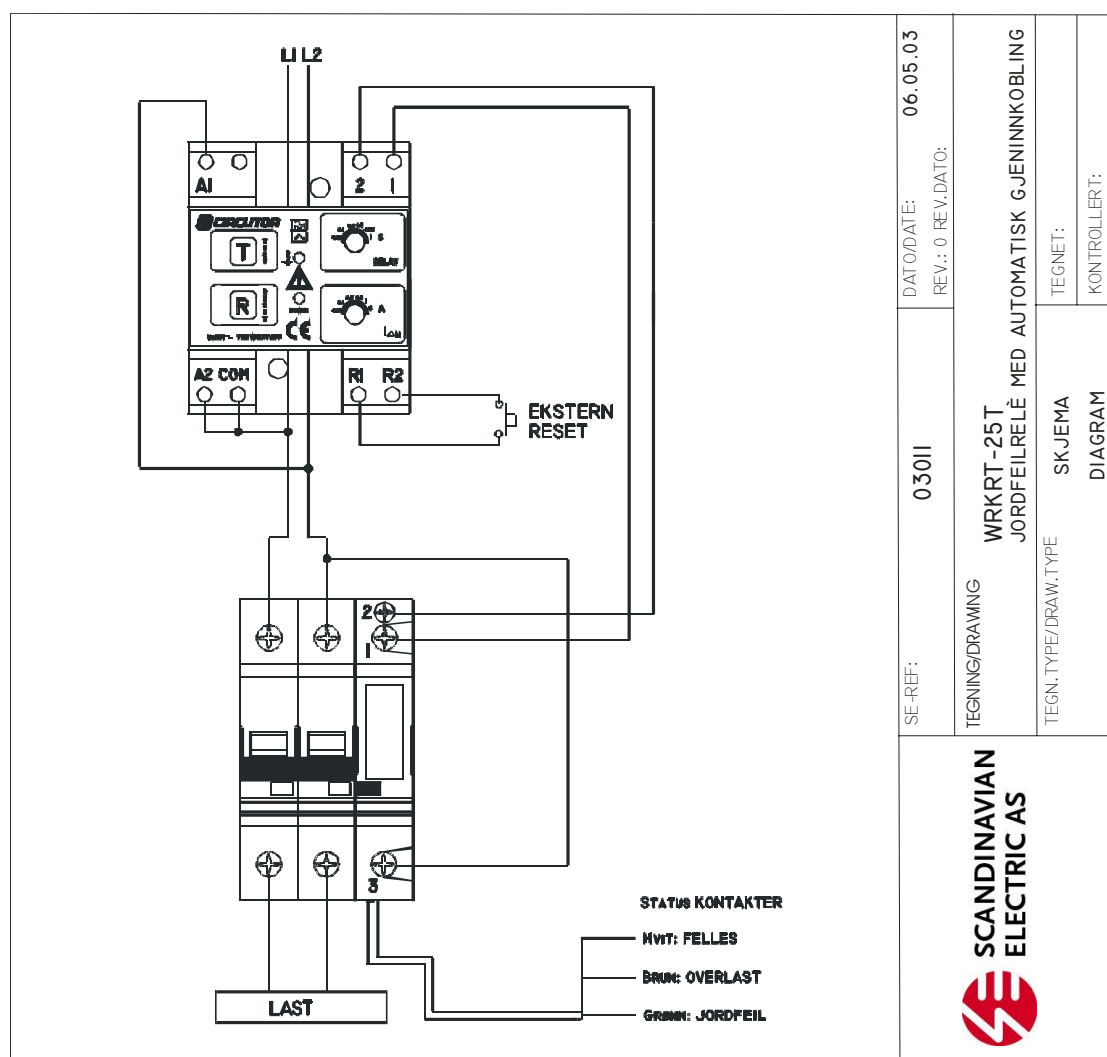 L1 L2
A1
2 1
CIRCUTOR
T
S
DELAY
R
A
I△N
CE
A2 COM
R1 R2
EKSTERN
RESET
2
1
3
STATUS KONTAKTER
HVIT: FELLES
BRUN: OVERLAST
JORDFEIL
LAST
DATO/DATE: 06.05.03
REV.: 0 REV.DATO:
SE-REF: 03011
TEGNING/DRAWING
WRKRT-25T
JORDFEILRELÈ MED AUTOMATISK GJENINNKOBLING
TEGNET:
KONTROLLERT:
TEGN.TYPE/DRAW.TYPE
SKJEMA
DIAGRAM
SCANDINAVIAN
ELECTRIC AS